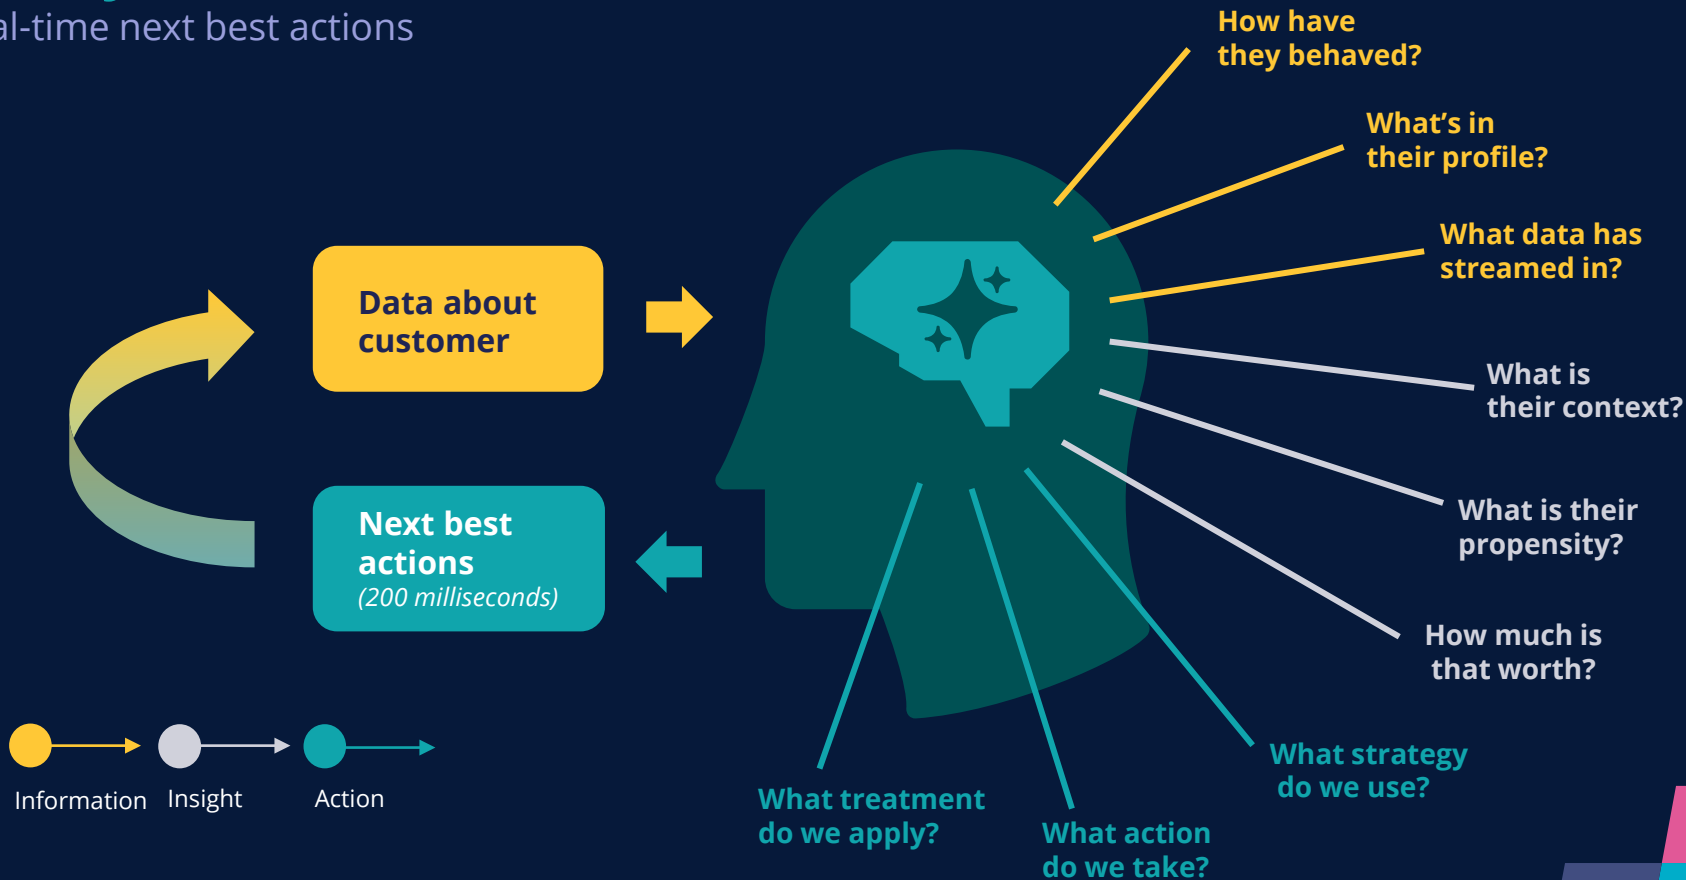 next best actions
How have
they behaved?
What's in
their profile?
What data has
streamed in?
Data about
customer
What is
their context?
What is their
propensity?
Next best
actions
(200 milliseconds)
How much is
that worth?
What strategy
do we use?
What treatment
do we apply?
What action
do we take?
Information
Insight
Action